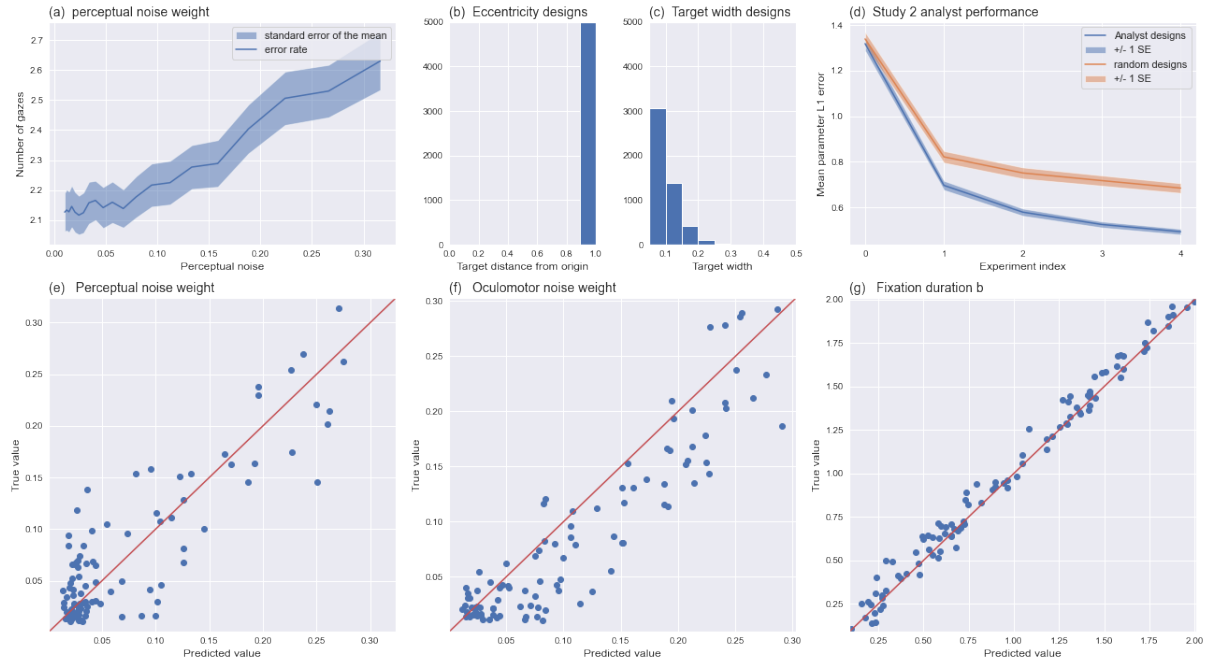 (a) perceptual noise weight
(b) Eccentricity designs
(c) Target width designs
(d) Study 2 analyst performance
standard error of the mean
error rate
Number of gazes
2.7
2.6
2.5
2.4
2.3
2.2
2.1
0.00 0.05 0.10 0.15 0.20 0.25 0.30
Perceptual noise
5000
4000
3000
2000
1000
0
0.2 0.4 0.6 0.8 1.0
Target distance from origin
5000
4000
3000
2000
1000
0
0.1 0.2 0.3 0.4 0.5
Target width
Analyst designs
+/- 1 SE
random designs
+/- 1 SE
Mean parameter L1 error
1.4
1.2
1.0
0.8
0.6
0 1 2 3 4
Experiment index
(e) Perceptual noise weight
True value
0.30
0.25
0.20
0.15
0.10
0.05
0.05 0.10 0.15 0.20 0.25 0.30
Predicted value
(f) Oculomotor noise weight
True value
0.30
0.25
0.20
0.15
0.10
0.05
0.05 0.10 0.15 0.20 0.25 0.30
Predicted value
(g) Fixation duration b
True value
2.00
1.75
1.50
1.25
1.00
0.75
0.50
0.25
0.25 0.50 0.75 1.00 1.25 1.50 1.75 2.00
Predicted value